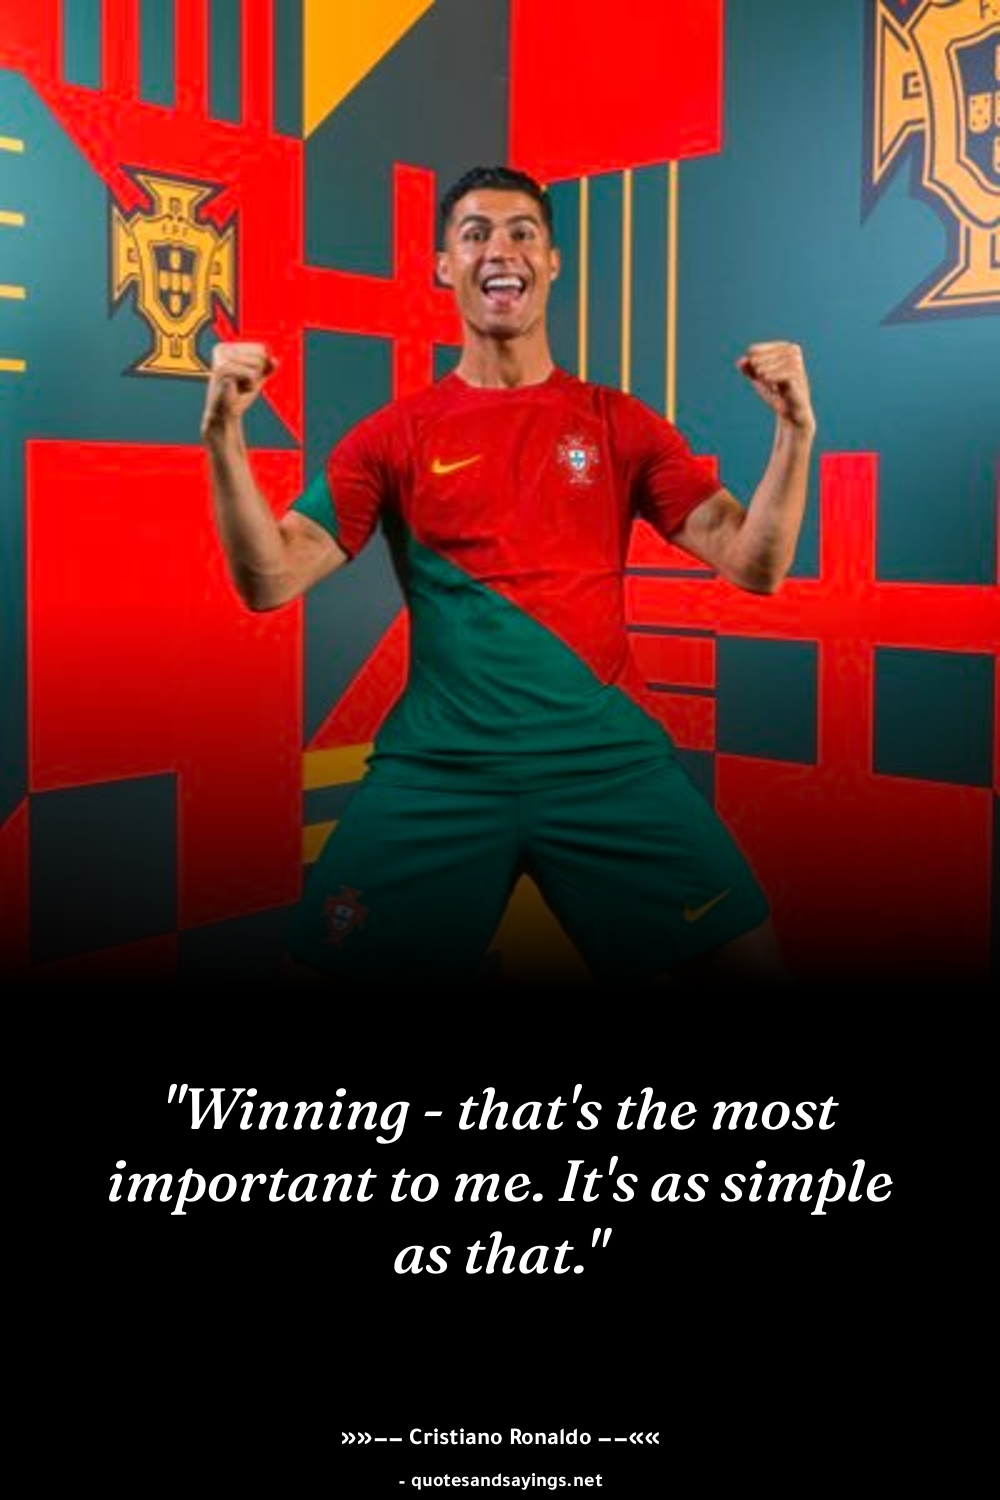 "Winning - that's the most
important to me. It's as simple
as that."
»»–– Cristiano Ronaldo ––««
- quotesandsayings.net